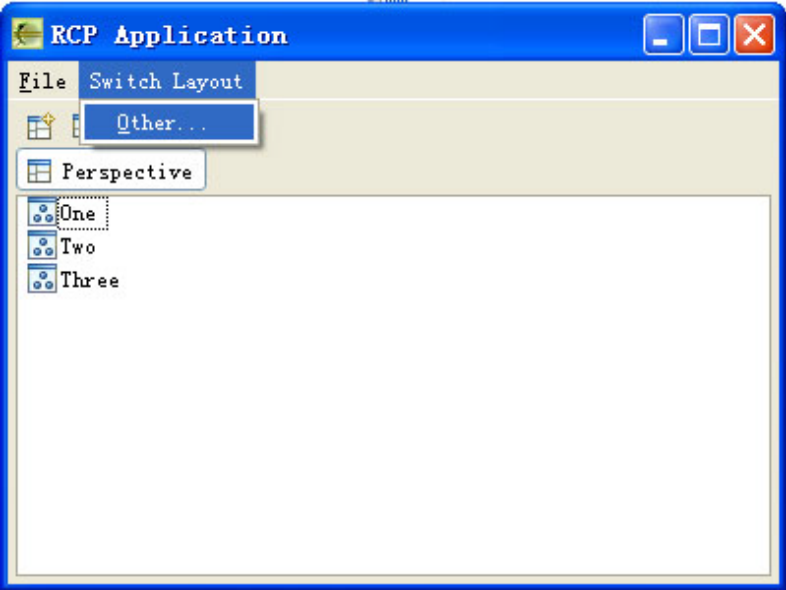 RCP Application
File Switch Layout
Other...
Perspective
One
Two
Three